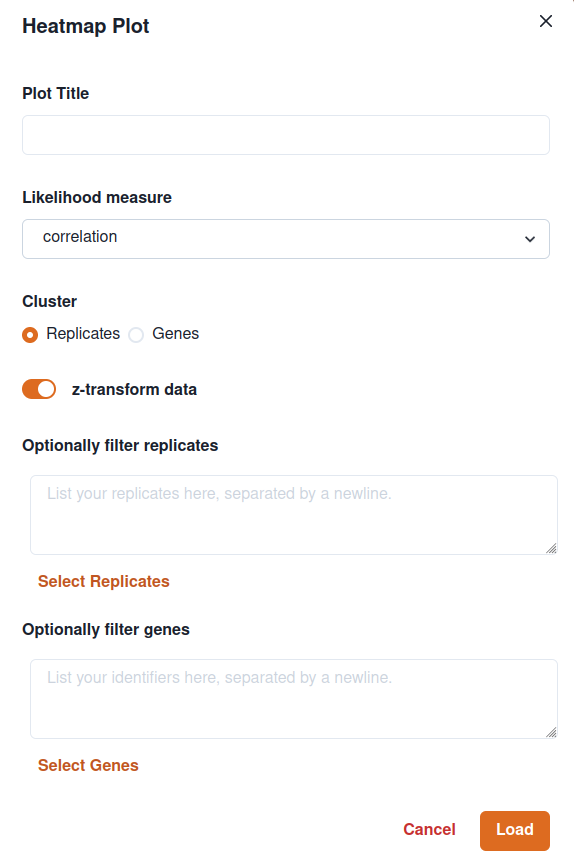 Heatmap Plot
Plot Title
Likelihood measure
correlation
Cluster
Replicates Genes
z-transform data
Optionally filter replicates
List your replicates here, separated by a newline.
Select Replicates
Optionally filter genes
List your identifiers here, separated by a newline.
Select Genes
Cancel Load